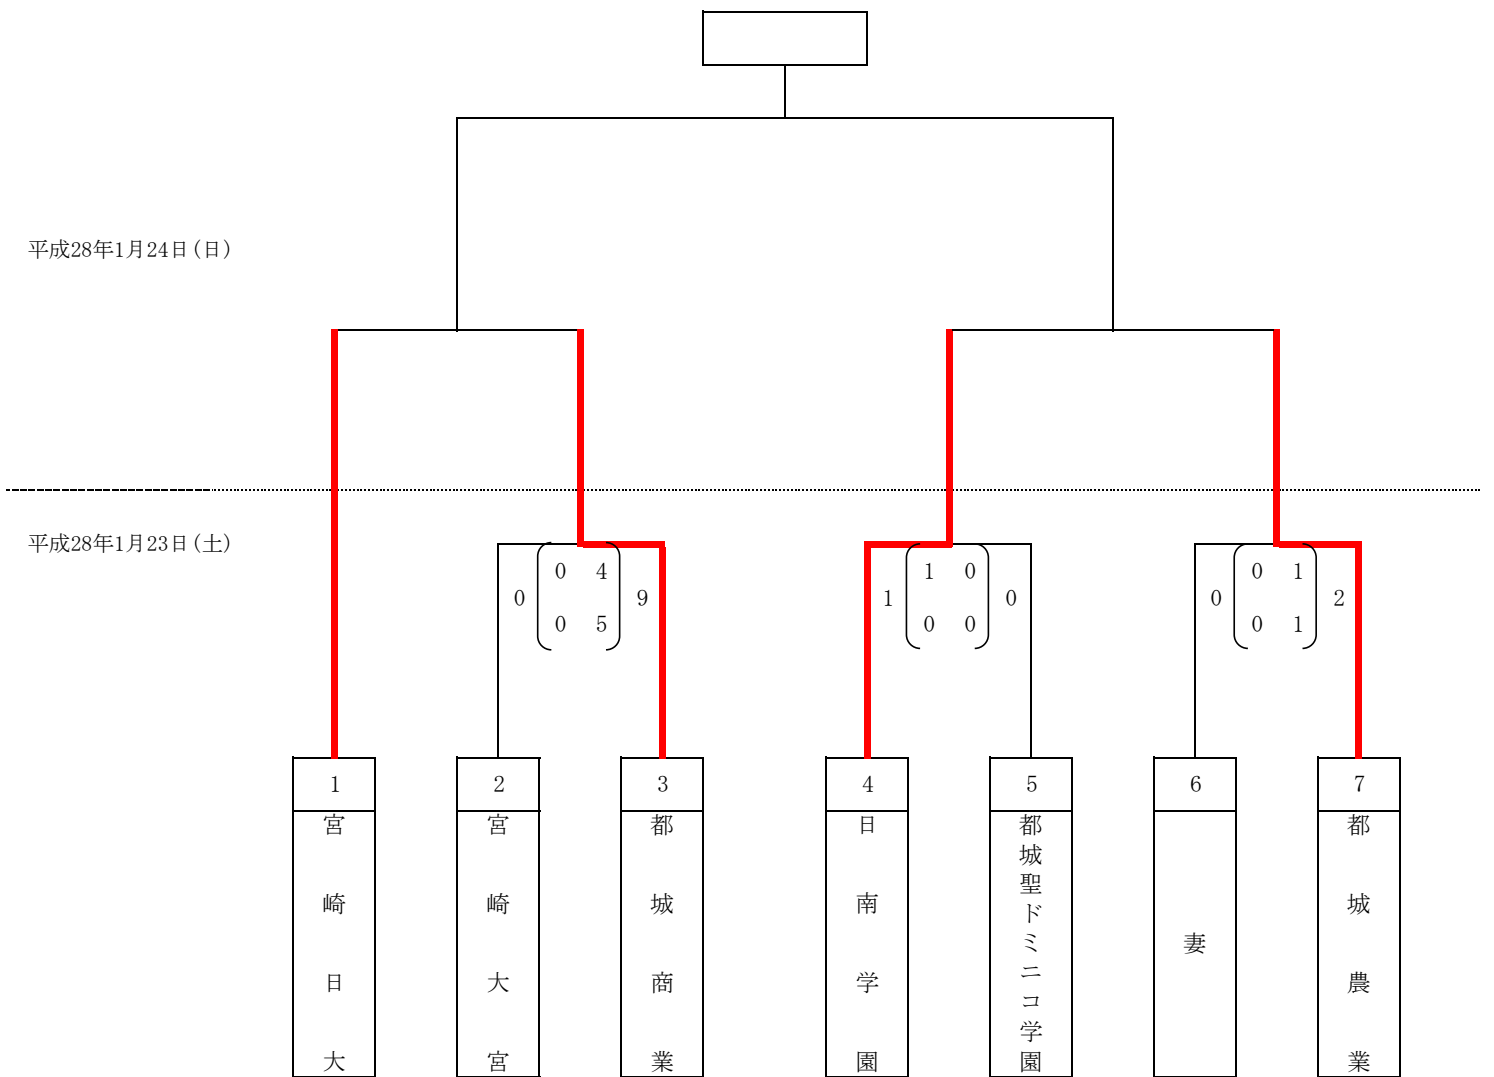 平成28年1月24日(日)
平成28年1月23日(土)
0 4 1 0 0 1
0 9 1 0 0 2
0 5 0 0 0 1
1 2 3 4 5 6 7
宮崎日大
宮崎大宮
都城商業
日南学園
都城聖ドミニコ学園
妻
都城農業